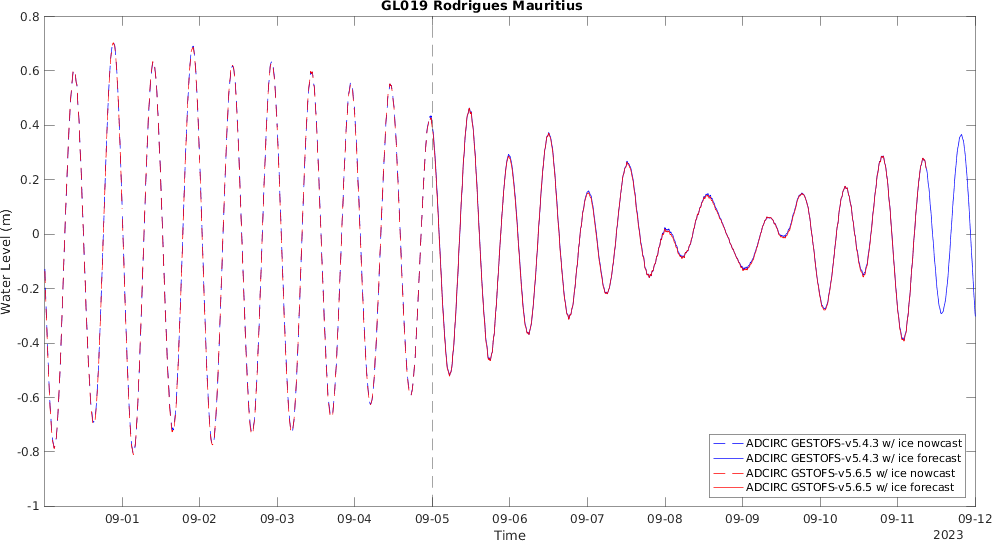 GL019 Rodrigues Mauritius
0.8
0.6
0.4
0.2
0
-0.2
-0.4
-0.6
-0.8
-1
Water Level (m)
ADCIRC GESTOFS-v5.4.3 w/ ice nowcast
ADCIRC GESTOFS-v5.4.3 w/ ice forecast
ADCIRC GSTOFS-v5.6.5 w/ ice nowcast
ADCIRC GSTOFS-v5.6.5 w/ ice forecast
09-01 09-02 09-03 09-04 09-05 09-06 09-07 09-08 09-09 09-10 09-11 09-12
Time
2023